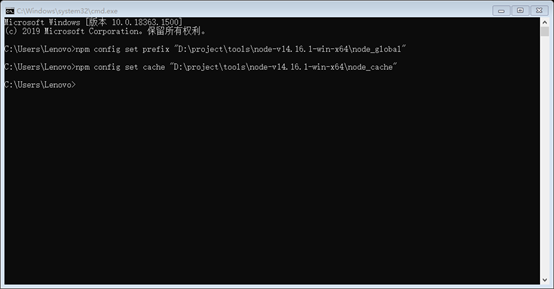 C:\Windows\system32\cmd.exe
Microsoft Windows [版本 10.0.18363.1500]
(c) 2019 Microsoft Corporation。保留所有权利。
C:\Users\Lenovo>npm config set prefix "D:\project\tools\node-v14.16.1-win-x64\node_global"
C:\Users\Lenovo>npm config set cache "D:\project\tools\node-v14.16.1-win-x64\node_cache"
C:\Users\Lenovo>